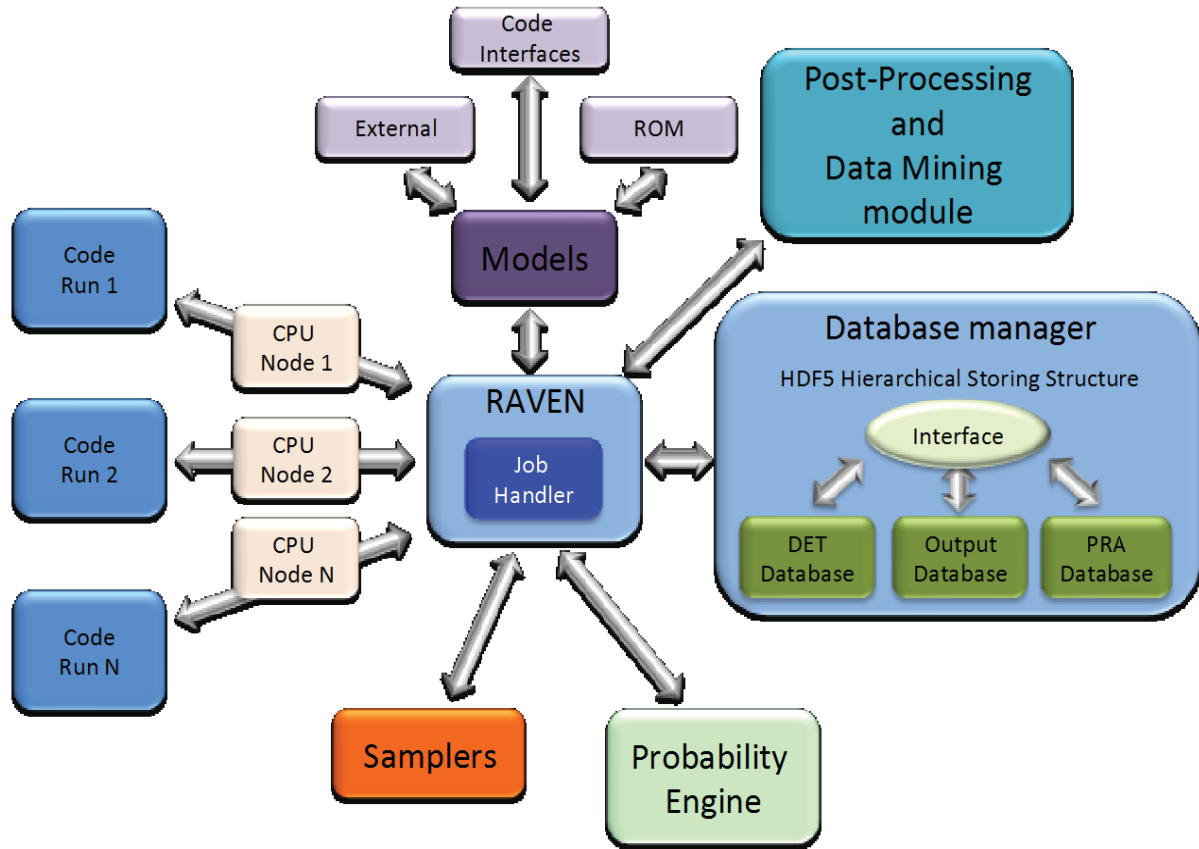 Code
Interfaces
External
ROM
Post-Processing
and
Data Mining
module
Models
Code
Run 1
CPU
Node 1
Code
Run 2
CPU
Node 2
Code
Run N
CPU
Node N
RAVEN
Job
Handler
Database manager
HDF5 Hierarchical Storing Structure
Interface
DET
Database
Output
Database
PRA
Database
Samplers
Probability
Engine